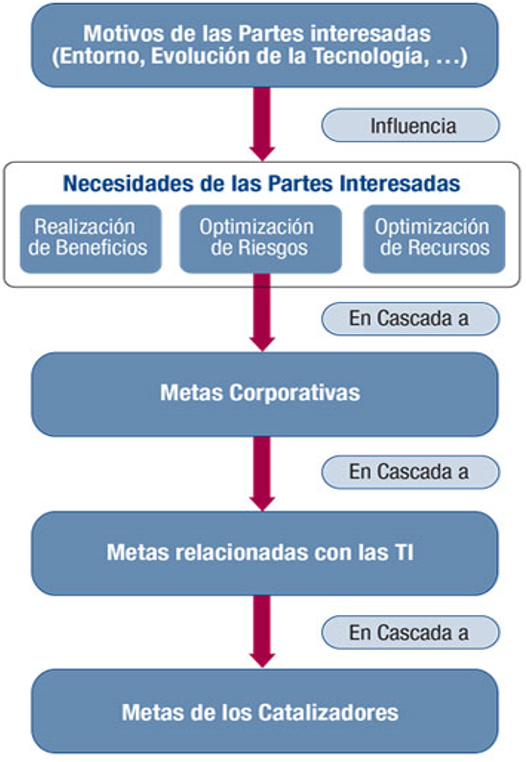 Motivos de las Partes interesadas
(Entorno, Evolución de la Tecnología, …)
Influencia
Necesidades de las Partes Interesadas
Realización
de Beneficios
Optimización
de Riesgos
Optimización
de Recursos
En Cascada a
Metas Corporativas
En Cascada a
Metas relacionadas con las TI
En Cascada a
Metas de los Catalizadores